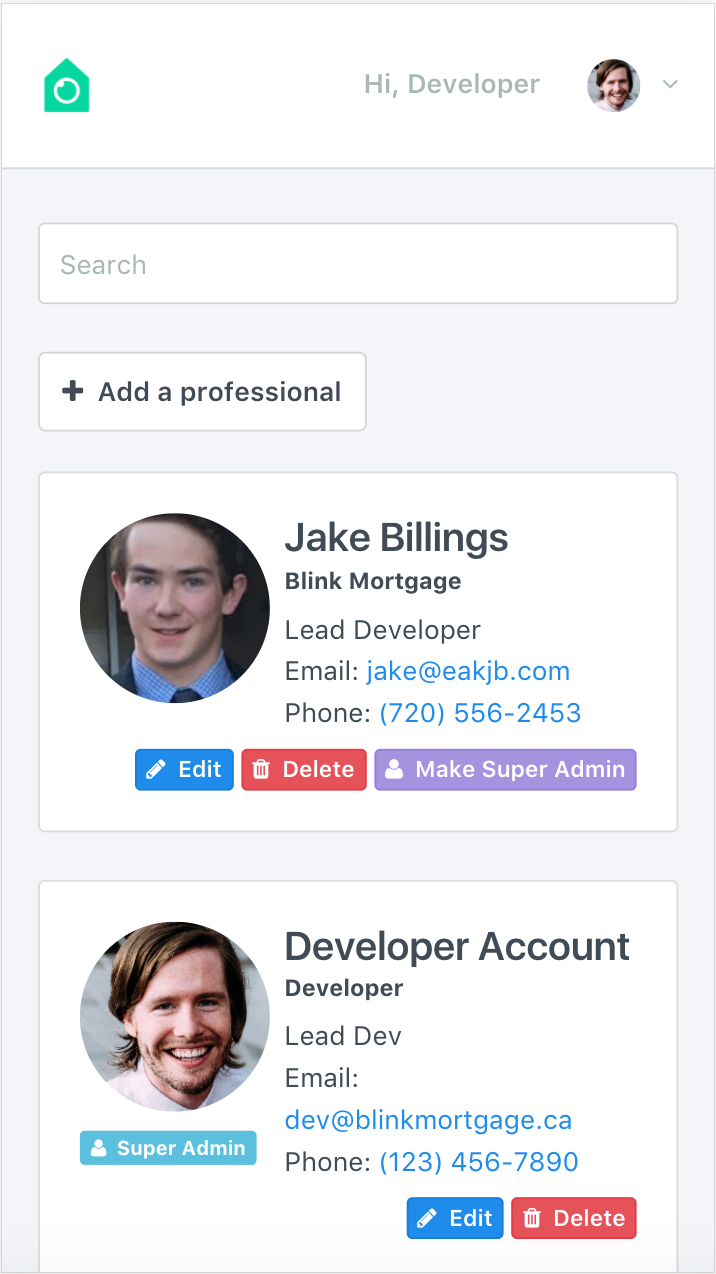 Hi, Developer
Search
Add a professional
Jake Billings
Blink Mortgage
Lead Developer
Email: jake@eakjb.com
Phone: (720) 556-2453
Edit Delete Make Super Admin
Developer Account
Developer
Lead Dev
Email:
dev@blinkmortgage.ca
Super Admin
Phone: (123) 456-7890
Edit Delete